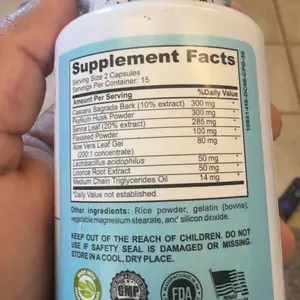 Supplement Facts
Serving Size 2 Capsules
Servings Per Container: 15
Amount Per Serving %Daily Value
Cascara Sagrada Bark (10% extract) 300 mg *
Psyllium Husk Powder 300 mg *
Senna Leaf (20% extract) 285 mg *
Flaxseed Powder 100 mg *
Aloe Vera Leaf Gel 80 mg *
(200:1 concentrate)
Lactobacillus acidophilus 50 mg *
Licorice Root Extract 50 mg *
Medium Chain Triglycerides Oil 14 mg *
*Daily Value not established.
Other ingredients: Rice powder, gelatin (bovine),
vegetable magnesium stearate, and silicon dioxide.
KEEP OUT OF THE REACH OF CHILDREN. DO NOT
USE IF SAFETY SEAL IS DAMAGED OR MISSING.
STORE IN A COOL, DRY PLACE.
GMP
FDA